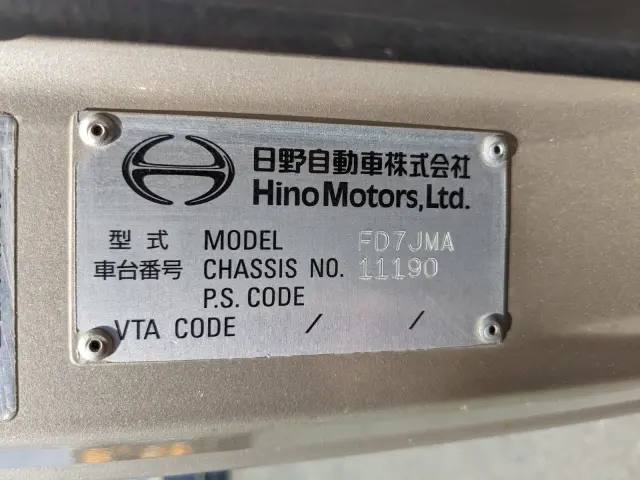 日野自動車株式会社
Hino Motors, Ltd.
型式 MODEL FD7JMA
車台番号 CHASSIS NO. 11190
P.S. CODE
VTA CODE / /